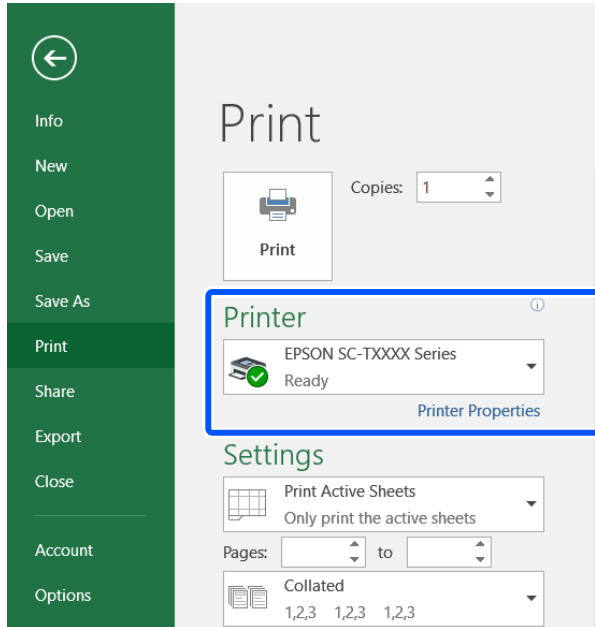 Info
New
Open
Save
Save As
Print
Share
Export
Close
Account
Options
Print
Copies: 1
Print
Printer
EPSON SC-TXXXX Series
Ready
Printer Properties
Settings
Print Active Sheets
Only print the active sheets
Pages: to
Collated
1,2,3 1,2,3 1,2,3